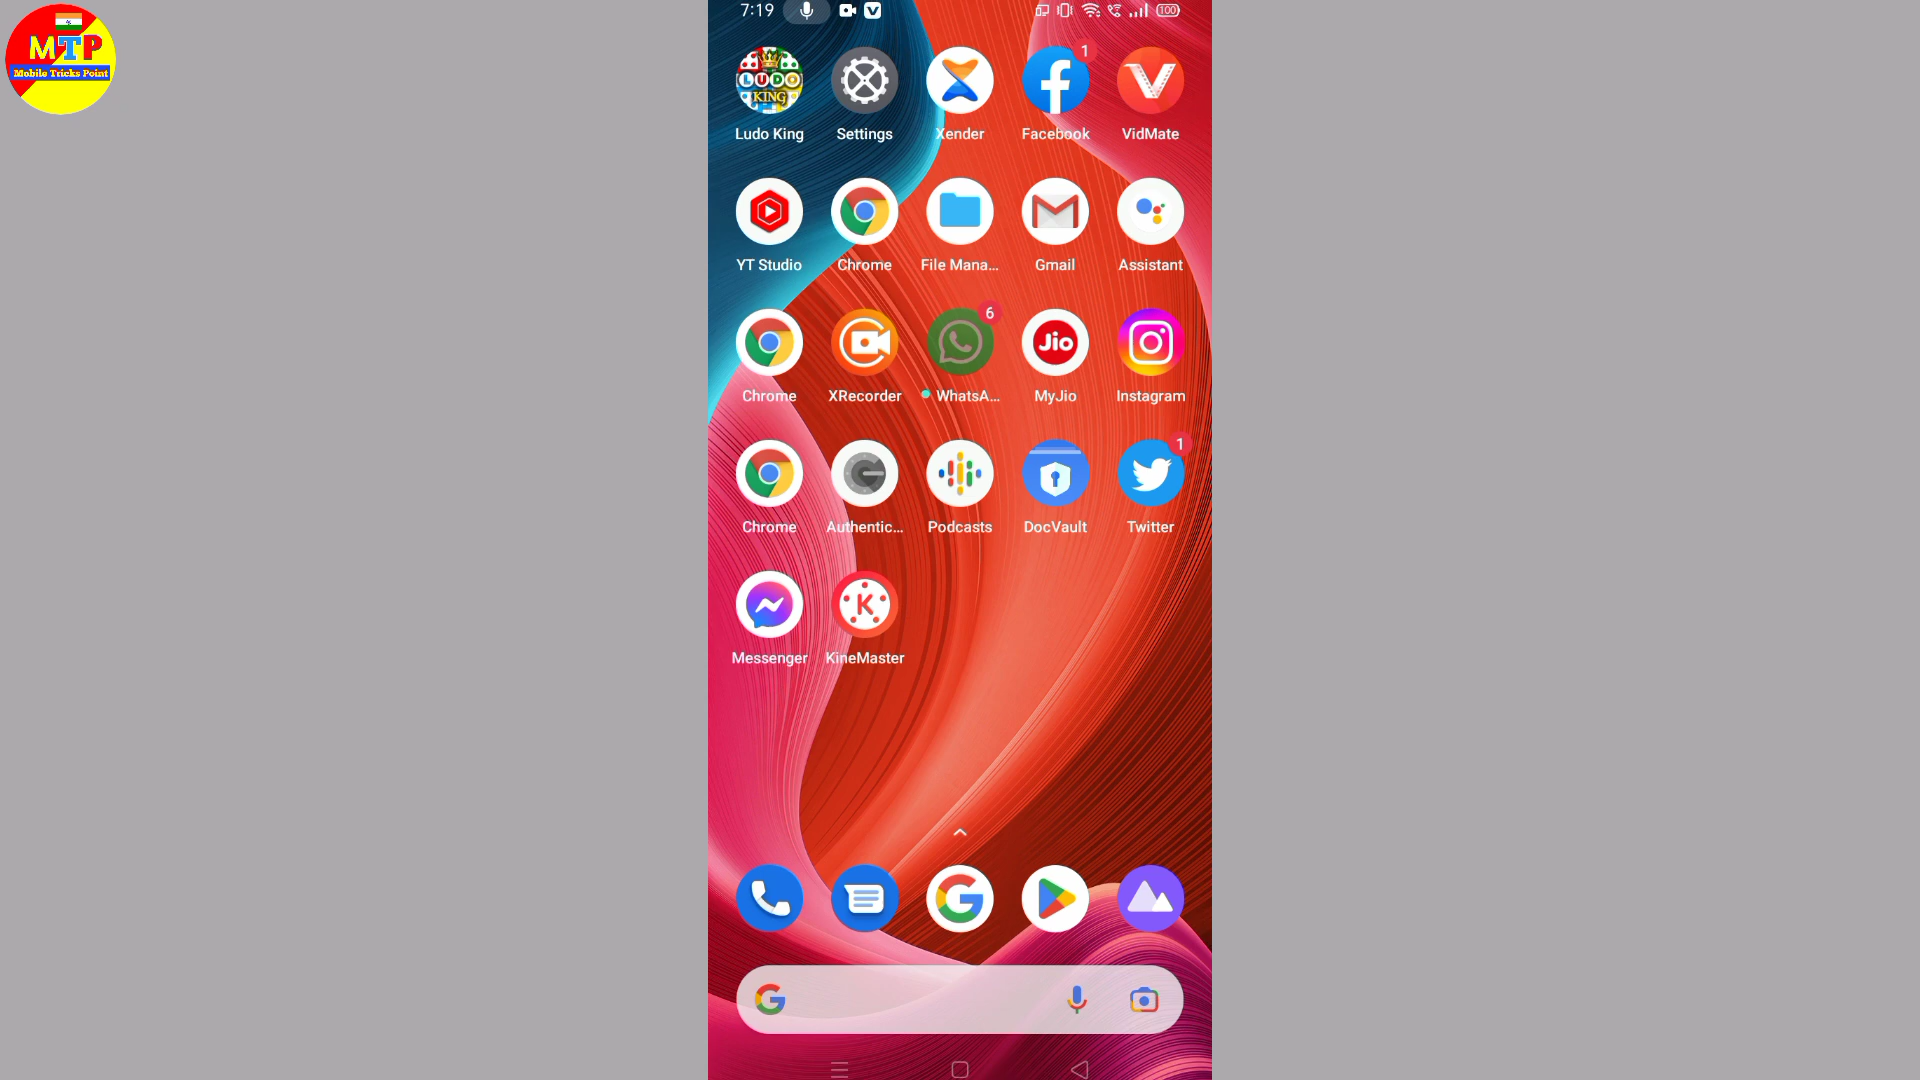 MTP
Mobile Tricks Point
7:19
100
LUDO
KING
1
Ludo King
Settings
Xender
Facebook
VidMate
YT Studio
Chrome
File Mana...
Gmail
Assistant
6
Jio
Chrome
XRecorder
WhatsA...
MyJio
Instagram
1
Chrome
Authentic...
Podcasts
DocVault
Twitter
K
Messenger
KineMaster